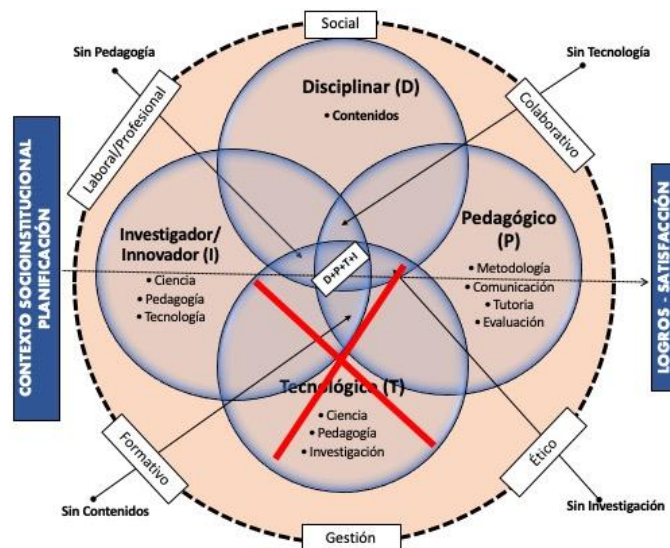 Social
Sin Pedagogía
Sin Tecnología
Laboral/Profesional
Colaborativo
Disciplinar (D)
• Contenidos
CONTEXTO SOCIOINSTITUCIONAL
PLANIFICACIÓN
Investigador/
Innovador (I)
• Ciencia
• Pedagogía
• Tecnología
D+P+T+I
Pedagógico
(P)
• Metodología
• Comunicación
• Tutoria
• Evaluación
LOGROS - SATISFACCIÓN
Tecnológico (T)
• Ciencia
• Pedagogía
• Investigación
Formativo
Ético
Sin Contenidos
Sin Investigación
Gestión